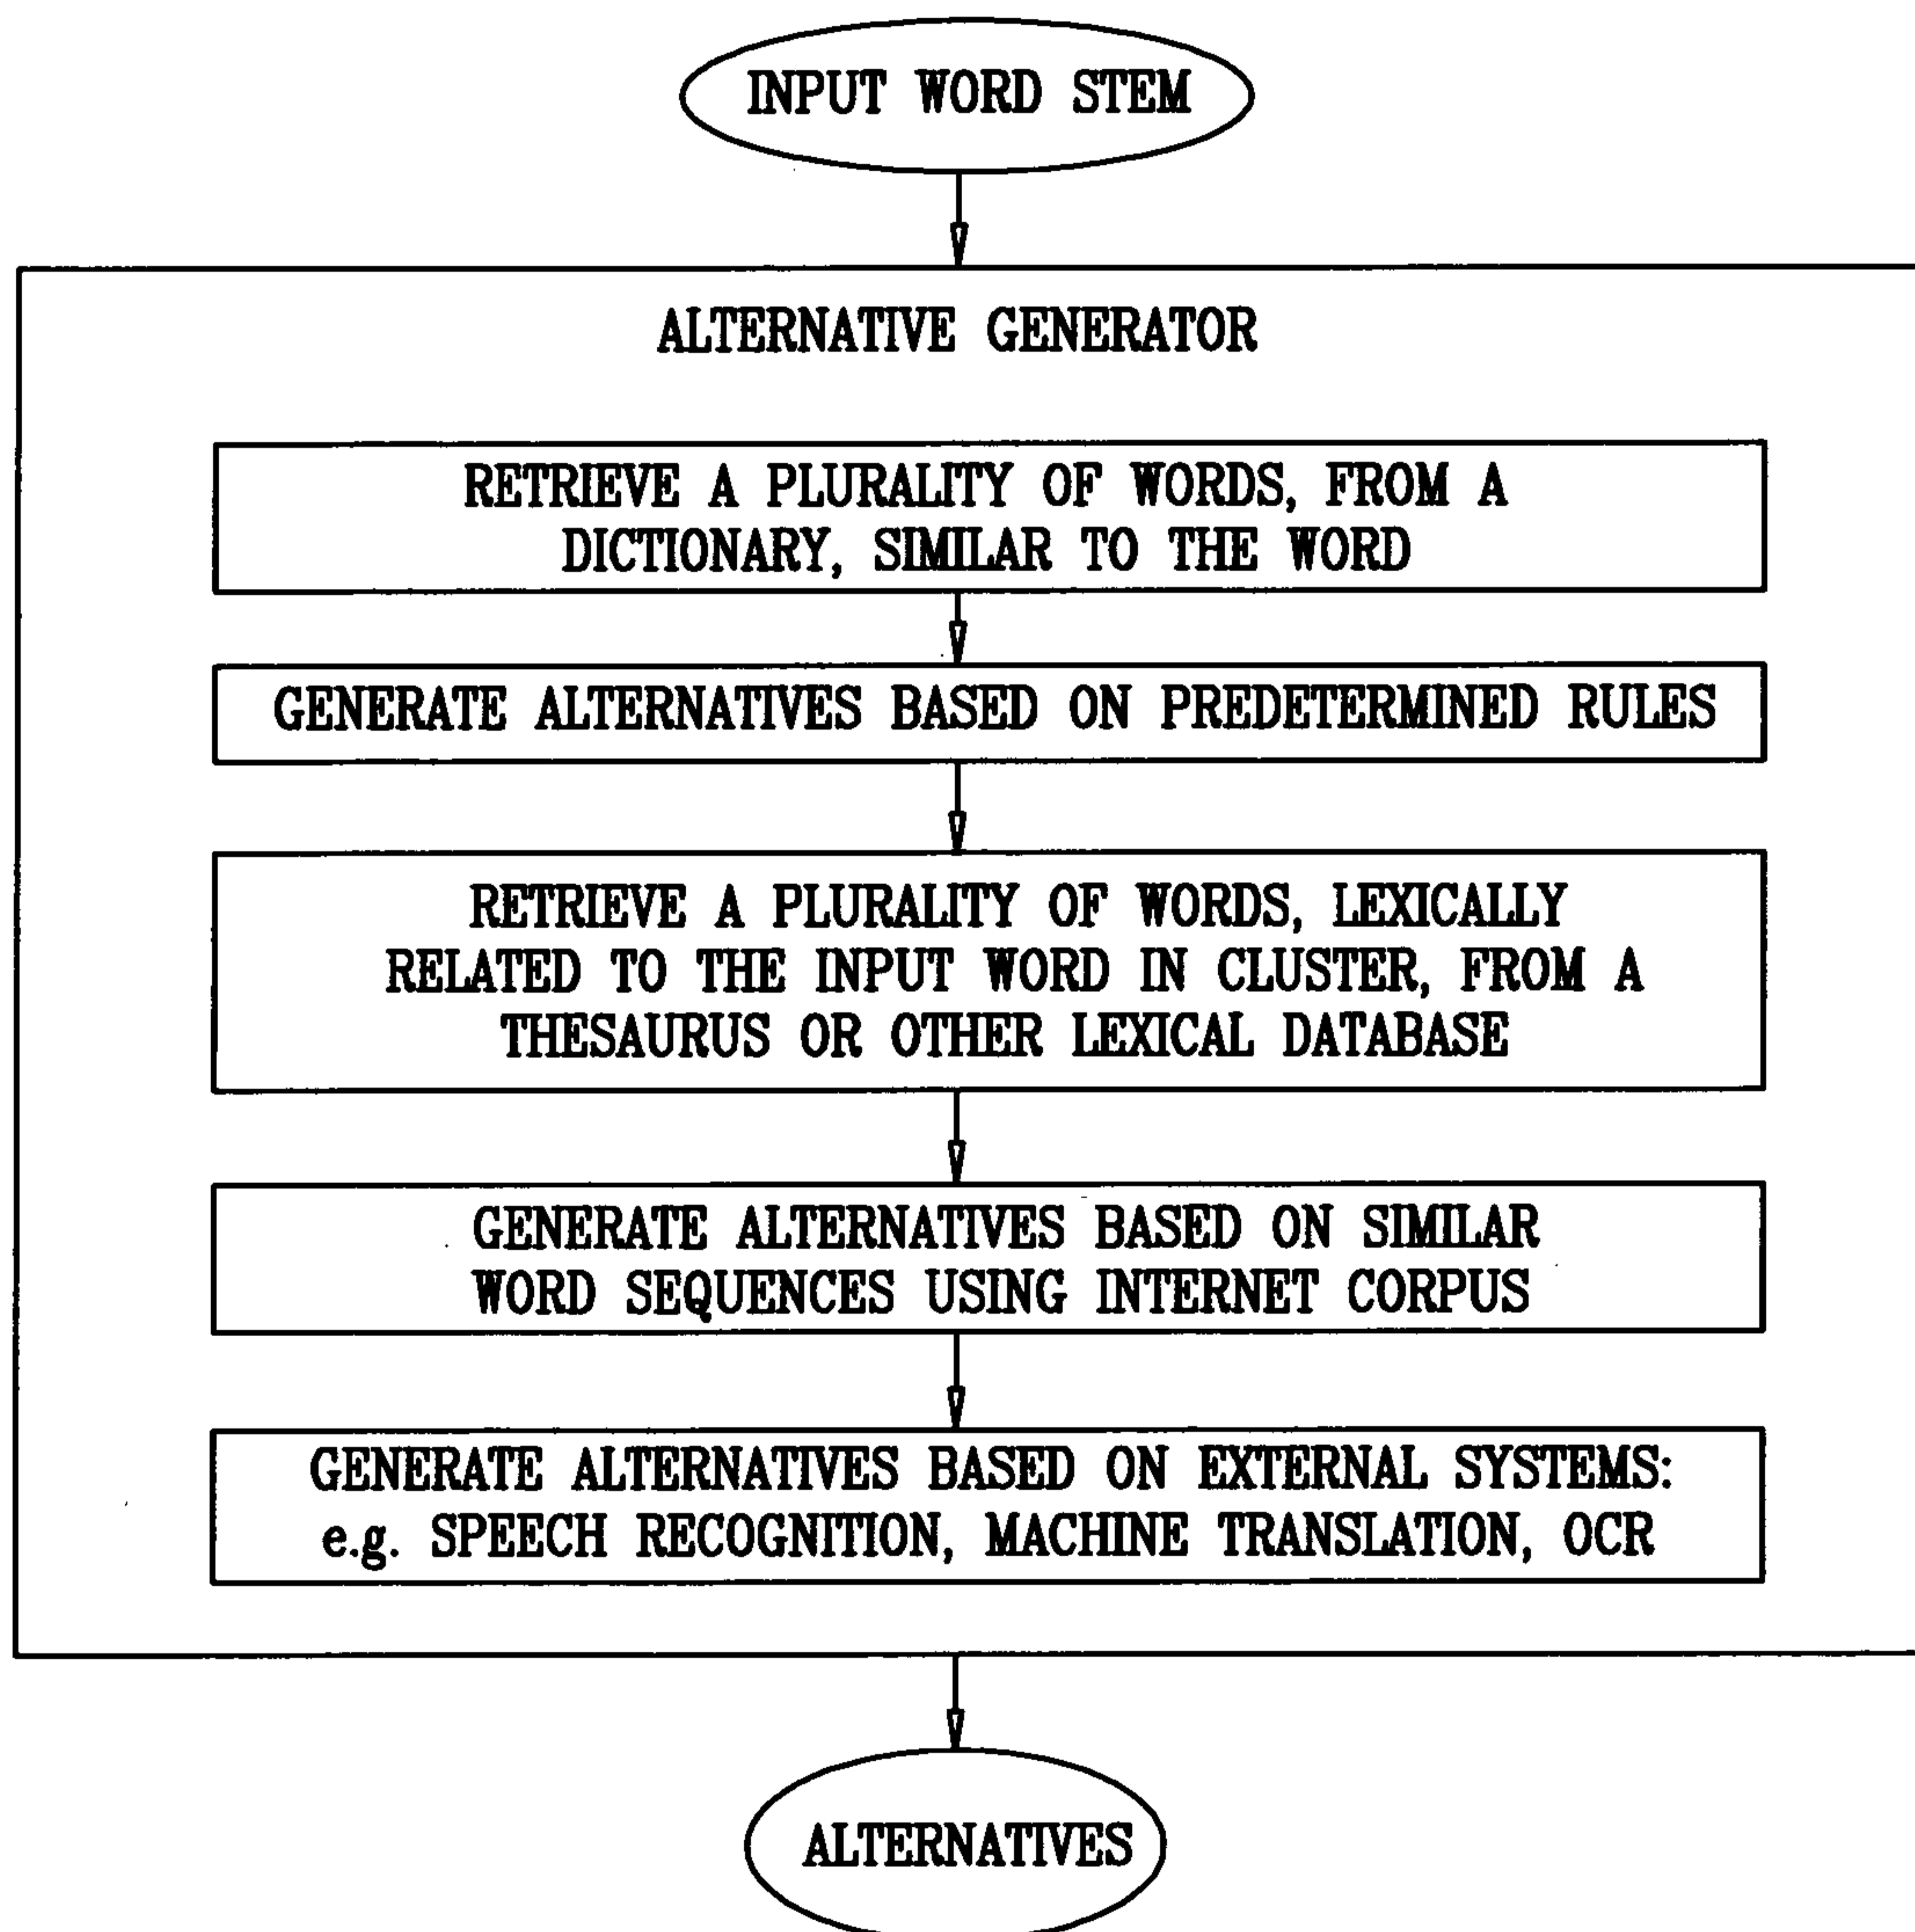 INPUT WORD STEM
ALTERNATIVE GENERATOR
RETRIEVE A PLURALITY OF WORDS, FROM A
DICTIONARY, SIMILAR TO THE WORD
GENERATE ALTERNATIVES BASED ON PREDETERMINED RULES
RETRIEVE A PLURALITY OF WORDS, LEXICALLY
RELATED TO THE INPUT WORD IN CLUSTER, FROM A
THESAURUS OR OTHER LEXICAL DATABASE
GENERATE ALTERNATIVES BASED ON SIMILAR
WORD SEQUENCES USING INTERNET CORPUS
GENERATE ALTERNATIVES BASED ON EXTERNAL SYSTEMS:
e.g. SPEECH RECOGNITION, MACHINE TRANSLATION, OCR
ALTERNATIVES